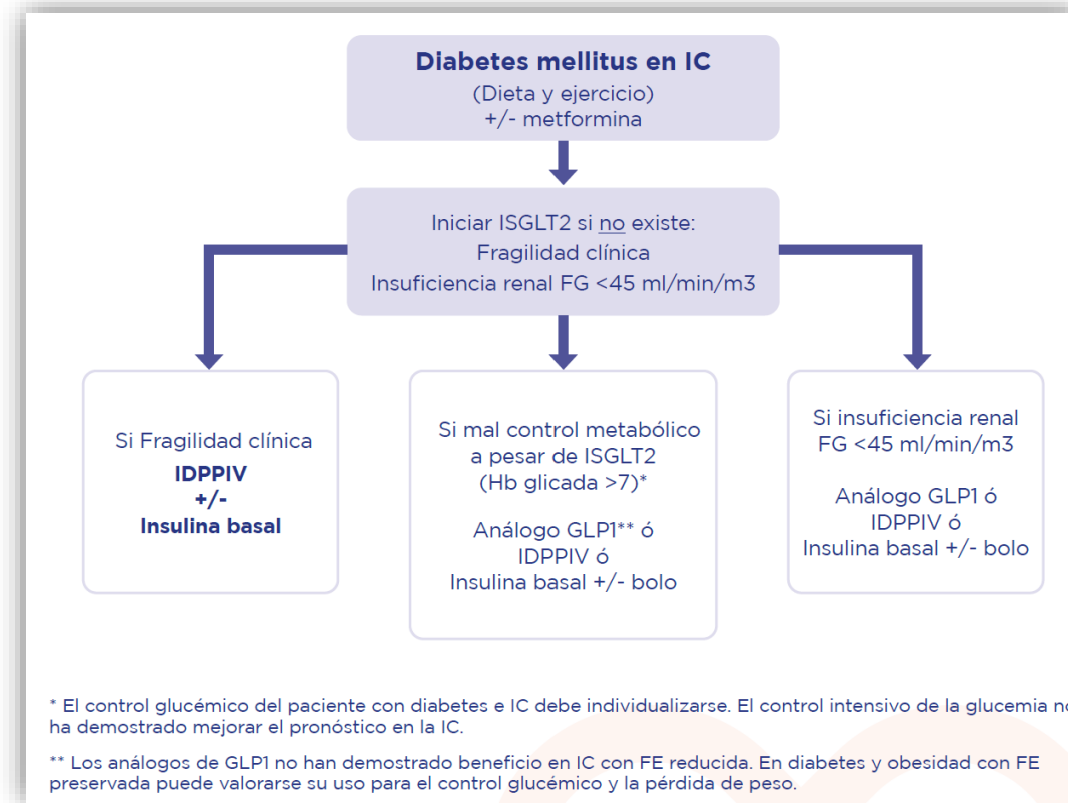 Diabetes mellitus en IC
(Dieta y ejercicio)
+/- metformina
Iniciar ISGLT2 si no existe:
Fragilidad clínica
Insuficiencia renal FG <45 ml/min/m3
Si Fragilidad clínica
IDPPIV
+/-
Insulina basal
Si mal control metabólico
a pesar de ISGLT2
(Hb glicada >7)*
Análogo GLP1** ó
IDPPIV ó
Insulina basal +/- bolo
Si insuficiencia renal
FG <45 ml/min/m3
Análogo GLP1 ó
IDPPIV ó
Insulina basal +/- bolo
* El control glucémico del paciente con diabetes e IC debe individualizarse. El control intensivo de la glucemia no
ha demostrado mejorar el pronóstico en la IC.
** Los análogos de GLP1 no han demostrado beneficio en IC con FE reducida. En diabetes y obesidad con FE
preservada puede valorarse su uso para el control glucémico y la pérdida de peso.